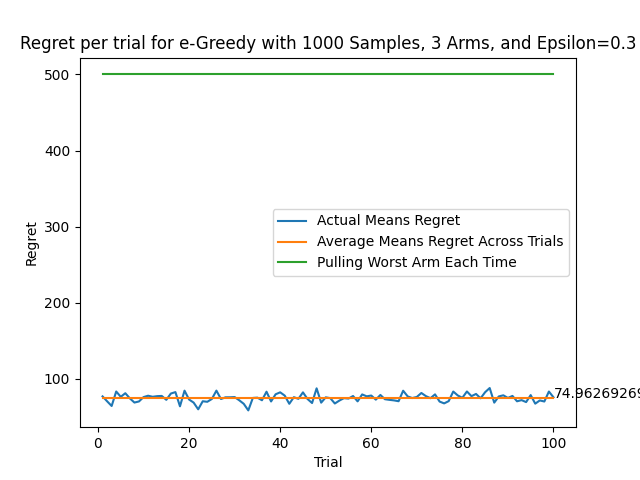 Regret per trial for e-Greedy with 1000 Samples, 3 Arms, and Epsilon=0.3
500
400
300
200
100
Regret
Actual Means Regret
Average Means Regret Across Trials
Pulling Worst Arm Each Time
74.96269269
0
20
40
60
80
100
Trial